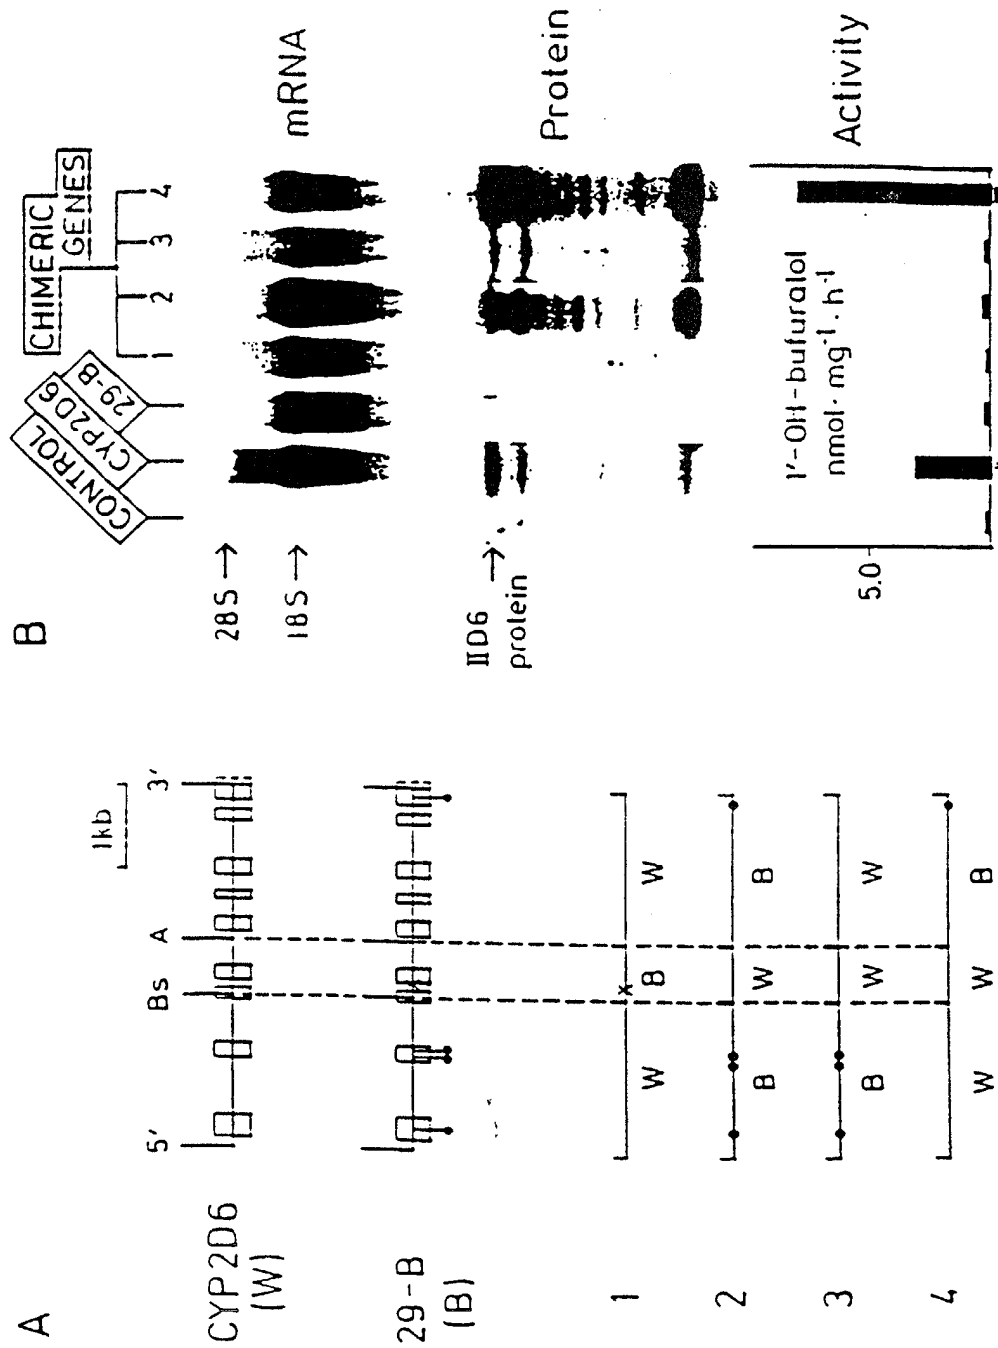 A
5'
Bs
A
3'
1kb
CYP2D6
(W)
29-B
(B)
1
W
B
W
2
B
W
B
3
B
W
W
4
W
W
B
B
CONTROL
CYP2D6
29-B
CHIMERIC
GENES
1
2
3
4
28S →
18S →
mRNA
IID6 →
protein
Protein
5.0
1'-OH-bufuralol
nmol·mg⁻¹·h⁻¹
Activity